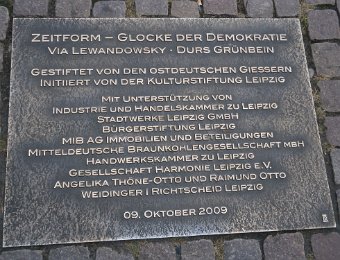 Zeitform – Glocke der Demokratie
Via Lewandowsky · Durs Grünbein
Gestiftet von den ostdeutschen Giessern
Initiiert von der Kulturstiftung Leipzig
Mit Unterstützung von
Industrie und Handelskammer zu Leipzig
Stadtwerke Leipzig GmbH
Bürgerstiftung Leipzig
MIB AG Immobilien und Beteiligungen
Mitteldeutsche Braunkohlengesellschaft mbH
Handwerkskammer zu Leipzig
Gesellschaft Harmonie Leipzig e.V.
Angelika Thöne-Otto und Raimund Otto
Weidinger | Richtscheid Leipzig
09. Oktober 2009